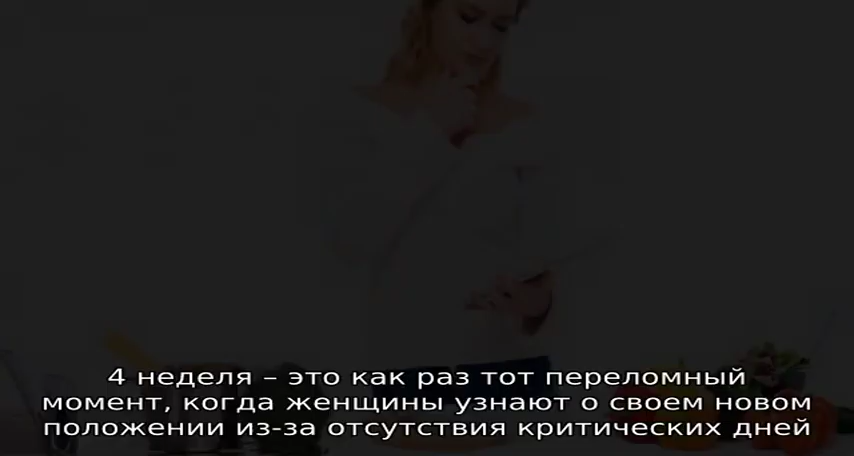 4 неделя – это как раз тот переломный
момент, когда женщины узнают о своем новом
положении из-за отсутствия критических дней